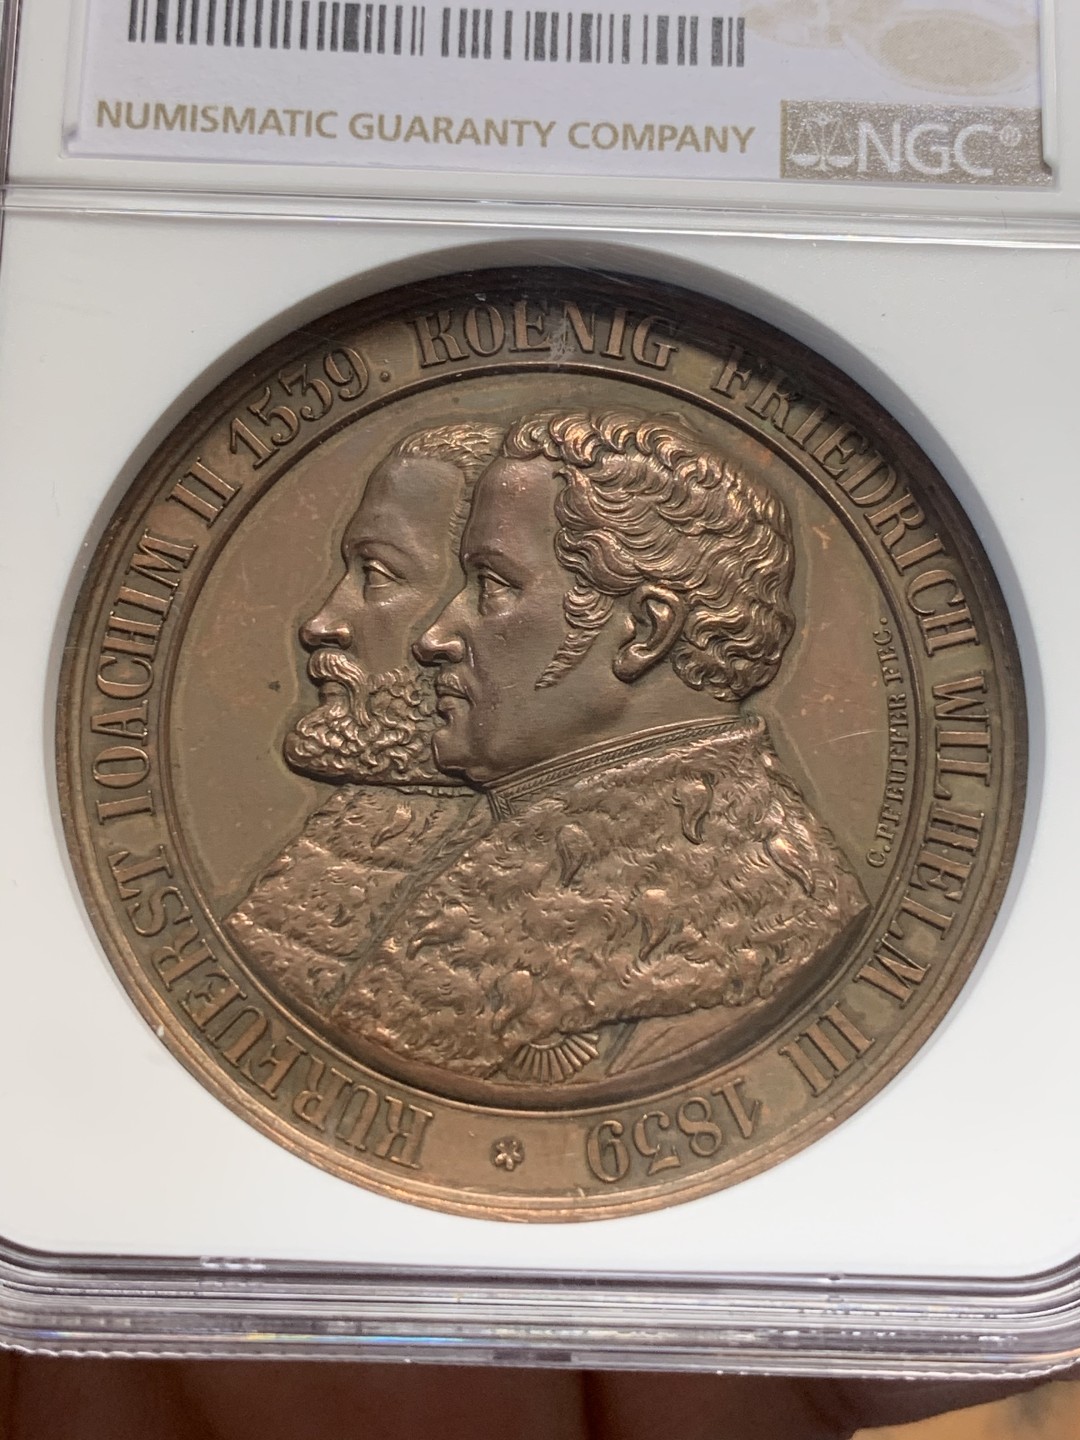 NUMISMATIC GUARANTY COMPANY
NGC®
KURFUERST IOACHIM II 1539. KOENIG FRIEDRICH WILHELM III 1839
C. PFEUFFER FEC.